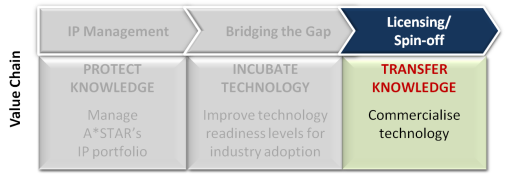 Value Chain
IP Management
Bridging the Gap
Licensing/
Spin-off
PROTECT
KNOWLEDGE
Manage
A*STAR's
IP portfolio
INCUBATE
TECHNOLOGY
Improve technology
readiness levels for
industry adoption
TRANSFER
KNOWLEDGE
Commercialise
technology